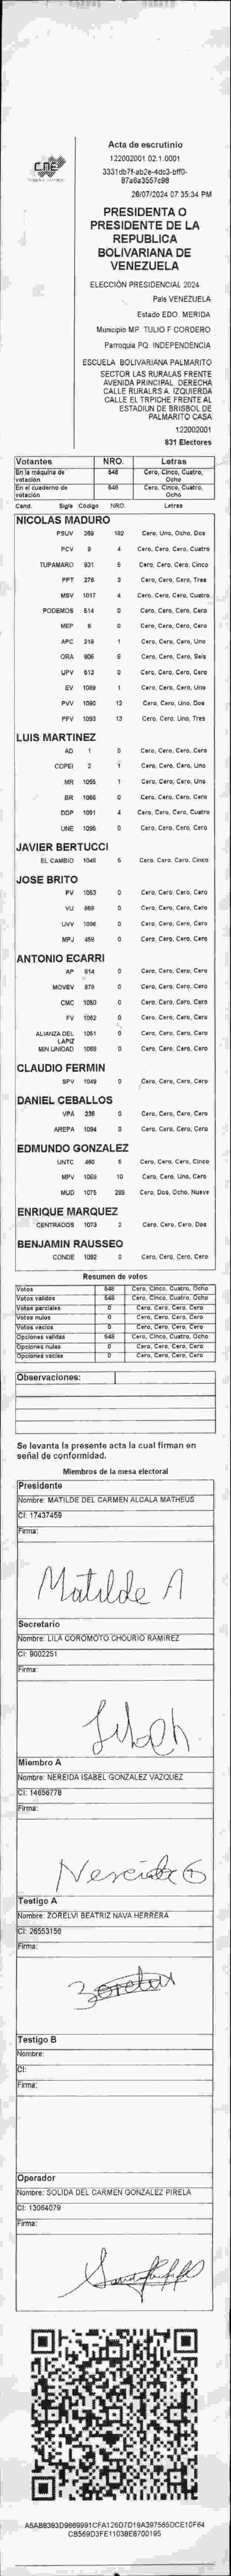 CNE
Acta de escrutinio
122002001.02.1.0001
3331db7f-ab2e-4dc3-bff0-
87a6a3557c98
28/07/2024 07:35:34 PM
PRESIDENTA O
PRESIDENTE DE LA
REPUBLICA
BOLIVARIANA DE
VENEZUELA
ELECCIÓN PRESIDENCIAL 2024
País VENEZUELA
Estado EDO. MERIDA
Municipio MP. TULIO F CORDERO
Parroquia PQ. INDEPENDENCIA
ESCUELA BOLIVARIANA PALMARITO
SECTOR LAS RURALAS FRENTE
AVENIDA PRINCIPAL. DERECHA
CALLE RURALRS A. IZQUIERDA
CALLE EL TRPICHE FRENTE AL
ESTADIUN DE BRISBOL DE
PALMARITO CASA
122002001
831 Electores
Votantes NRO. Letras
En la máquina de votación 548 Cero, Cinco, Cuatro, Ocho
En el cuaderno de votación 548 Cero, Cinco, Cuatro, Ocho
Cand. Sigla Código NRO. Letras
NICOLAS MADURO
PSUV 269 182 Cero, Uno, Ocho, Dos
PCV 9 4 Cero, Cero, Cero, Cuatro
TUPAMARO 931 5 Cero, Cero, Cero, Cinco
PPT 275 3 Cero, Cero, Cero, Tres
MSV 1017 4 Cero, Cero, Cero, Cuatro
PODEMOS 614 0 Cero, Cero, Cero, Cero
MEP 6 0 Cero, Cero, Cero, Cero
APC 219 1 Cero, Cero, Cero, Uno
ORA 906 6 Cero, Cero, Cero, Seis
UPV 513 0 Cero, Cero, Cero, Cero
EV 1089 1 Cero, Cero, Cero, Uno
PVV 1090 12 Cero, Cero, Uno, Dos
PFV 1093 13 Cero, Cero, Uno, Tres
LUIS MARTINEZ
AD 1 0 Cero, Cero, Cero, Cero
COPEI 2 1 Cero, Cero, Cero, Uno
MR 1055 1 Cero, Cero, Cero, Uno
BR 1066 0 Cero, Cero, Cero, Cero
DDP 1091 4 Cero, Cero, Cero, Cuatro
UNE 1095 0 Cero, Cero, Cero, Cero
JAVIER BERTUCCI
EL CAMBIO 1048 5 Cero, Cero, Cero, Cinco
JOSE BRITO
PV 1053 0 Cero, Cero, Cero, Cero
VU 868 0 Cero, Cero, Cero, Cero
UVV 1096 0 Cero, Cero, Cero, Cero
MPJ 458 0 Cero, Cero, Cero, Cero
ANTONIO ECARRI
AP 814 0 Cero, Cero, Cero, Cero
MOVEV 979 0 Cero, Cero, Cero, Cero
CMC 1050 0 Cero, Cero, Cero, Cero
FV 1062 0 Cero, Cero, Cero, Cero
ALIANZA DEL LAPIZ 1051 0 Cero, Cero, Cero, Cero
MIN UNIDAD 1068 0 Cero, Cero, Cero, Cero
CLAUDIO FERMIN
SPV 1049 0 Cero, Cero, Cero, Cero
DANIEL CEBALLOS
VPA 236 0 Cero, Cero, Cero, Cero
AREPA 1094 0 Cero, Cero, Cero, Cero
EDMUNDO GONZALEZ
UNTC 460 5 Cero, Cero, Cero, Cinco
MPV 1069 10 Cero, Cero, Uno, Cero
MUD 1075 289 Cero, Dos, Ocho, Nueve
ENRIQUE MARQUEZ
CENTRADOS 1073 2 Cero, Cero, Cero, Dos
BENJAMIN RAUSSEO
CONDE 1092 0 Cero, Cero, Cero, Cero
Resumen de votos
Votos 548 Cero, Cinco, Cuatro, Ocho
Votos validos 548 Cero, Cinco, Cuatro, Ocho
Votos parciales 0 Cero, Cero, Cero, Cero
Votos nulos 0 Cero, Cero, Cero, Cero
Votos vacios 0 Cero, Cero, Cero, Cero
Opciones validas 548 Cero, Cinco, Cuatro, Ocho
Opciones nulas 0 Cero, Cero, Cero, Cero
Opciones vacias 0 Cero, Cero, Cero, Cero
Observaciones:
Se levanta la presente acta la cual firman en
señal de conformidad.
Miembros de la mesa electoral
Presidente
Nombre: MATILDE DEL CARMEN ALCALA MATHEUS
CI: 17437459
Firma:
Matilde A
Secretario
Nombre: LILA COROMOTO CHOURIO RAMIREZ
CI: 9002251
Firma:
Miembro A
Nombre: NEREIDA ISABEL GONZALEZ VAZQUEZ
CI: 14656778
Firma:
Nereida G
Testigo A
Nombre: ZORELVI BEATRIZ NAVA HERRERA
CI: 26553156
Firma:
Testigo B
Nombre:
CI:
Firma:
Operador
Nombre: SOLIDA DEL CARMEN GONZALEZ PIRELA
CI: 13064079
Firma:
A5AB8363D9669991CFA126D7D19A397565DCE10F64
CB569D3FE11038E8700195